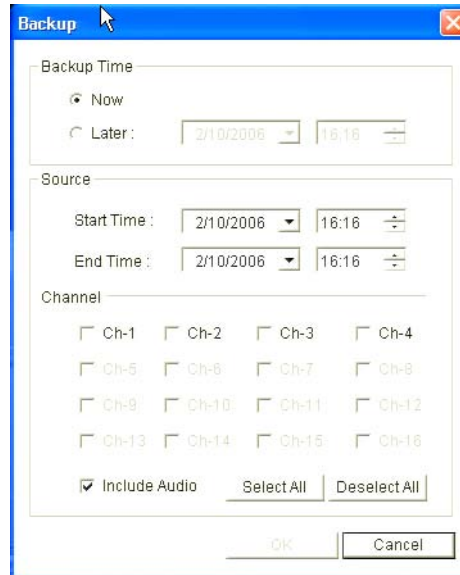 Backup
Backup Time
Now
Later : 2/10/2006 16:16
Source
Start Time : 2/10/2006 16:16
End Time : 2/10/2006 16:16
Channel
Ch-1 Ch-2 Ch-3 Ch-4
Ch-5 Ch-6 Ch-7 Ch-8
Ch-9 Ch-10 Ch-11 Ch-12
Ch-13 Ch-14 Ch-15 Ch-16
Include Audio Select All Deselect All
OK Cancel